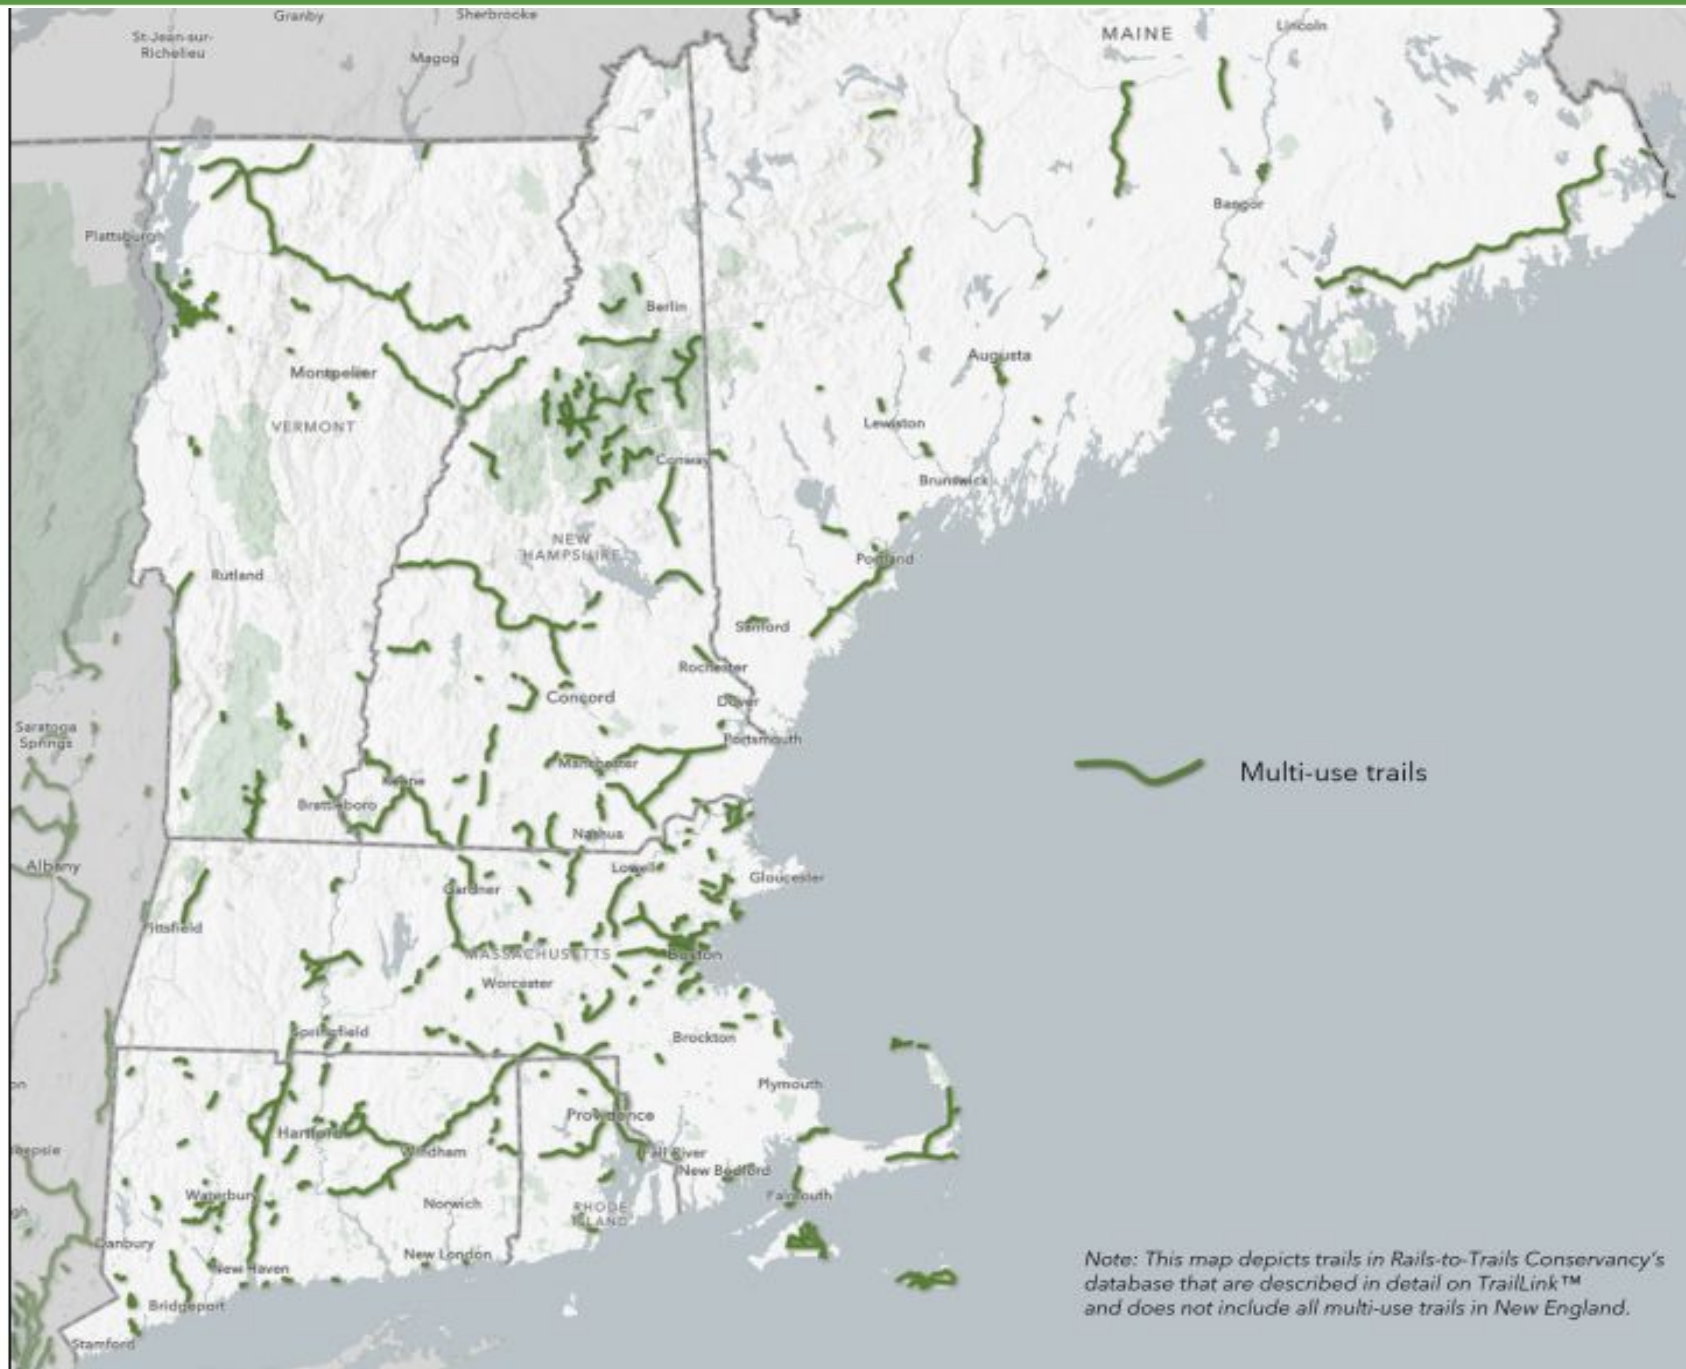 Granby
Sherbrooke
St-Jean-sur-
Richelieu
Magog
MAINE
Lincoln
Plattsburgh
Bangor
Berlin
Montpelier
Augusta
VERMONT
Lewiston
Conway
Brunswick
NEW
HAMPSHIRE
Portland
Rutland
Sanford
Rochester
Concord
Dover
Saratoga
Springs
Portsmouth
Manchester
Multi-use trails
Keene
Brattleboro
Nashua
Albany
Lowell
Gloucester
Gardner
Pittsfield
MASSACHUSETTS
Boston
Worcester
Springfield
Brockton
Plymouth
Providence
Hartford
Windham
Fall River
New Bedford
Waterbury
Norwich
Falmouth
RHODE
ISLAND
Danbury
New London
New Haven
Bridgeport
Stamford
Note: This map depicts trails in Rails-to-Trails Conservancy's
database that are described in detail on TrailLink™
and does not include all multi-use trails in New England.